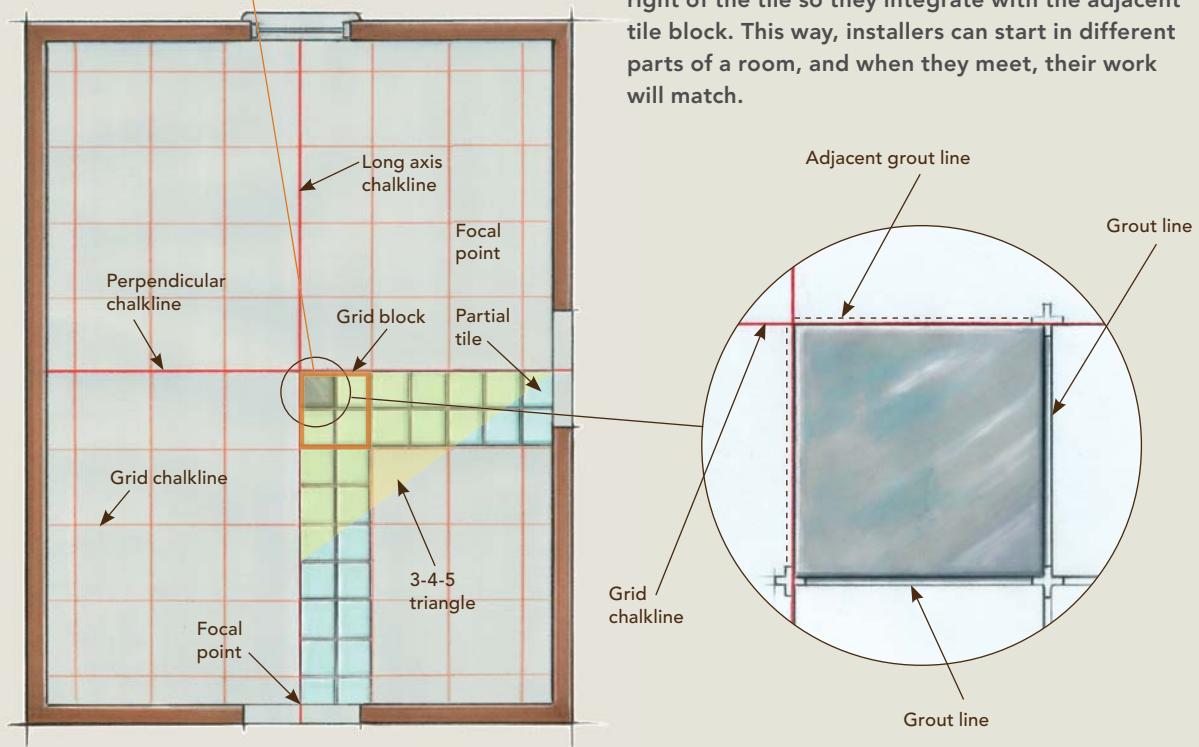 right of the tile so they integrate with the adjacent
tile block. This way, installers can start in different
parts of a room, and when they meet, their work
will match.
Long axis
chalkline
Focal
point
Perpendicular
chalkline
Grid block
Partial
tile
Grid chalkline
3-4-5
triangle
Focal
point
Adjacent grout line
Grout line
Grid
chalkline
Grout line